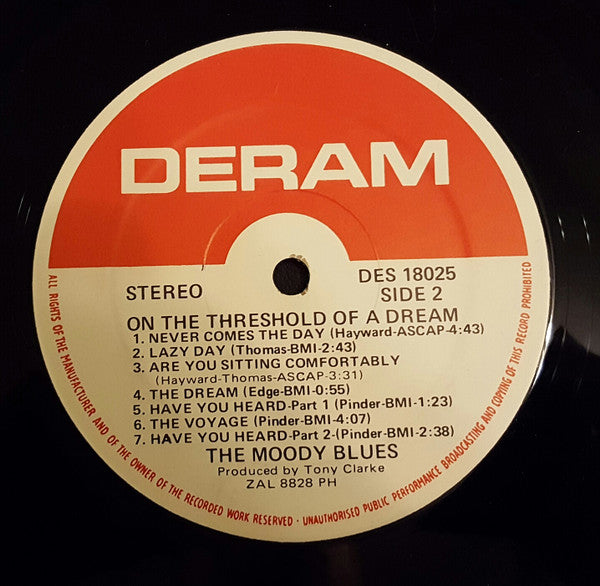 DERAM
STEREO
DES 18025
SIDE 2
ON THE THRESHOLD OF A DREAM
1. NEVER COMES THE DAY (Hayward-ASCAP-4:43)
2. LAZY DAY (Thomas-BMI-2:43)
3. ARE YOU SITTING COMFORTABLY
(Hayward-Thomas-ASCAP-3:31)
4. THE DREAM (Edge-BMI-0:55)
5. HAVE YOU HEARD-Part 1 (Pinder-BMI-1:23)
6. THE VOYAGE (Pinder-BMI-4:07)
7. HAVE YOU HEARD-Part 2-(Pinder-BMI-2:38)
THE MOODY BLUES
Produced by Tony Clarke
ZAL 8828 PH
ALL RIGHTS OF THE MANUFACTURER AND OF THE OWNER OF THE RECORDED WORK RESERVED · UNAUTHORISED PUBLIC PERFORMANCE BROADCASTING AND COPYING OF THIS RECORD PROHIBITED